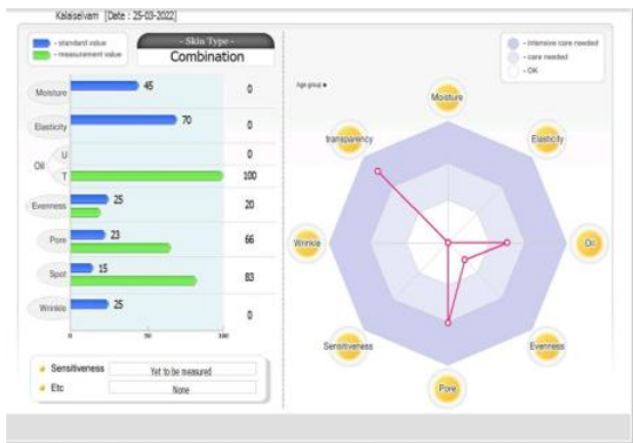 Kalaiselvam [Date : 25-03-2022]
- standard value
- measurement value
- Skin Type -
Combination
- intensive care needed
- care needed
- OK
Age group
Moisture 45 0
Elasticity 70 0
Oil
U 0
T 100
Evenness 25 20
Pore 23 66
Spot 15 83
Wrinkle 25 0
0 50 100
Sensitiveness Yet to be measured
Etc None
Moisture
transparency
Elasticity
Wrinkle
Oil
Sensitiveness
Evenness
Pore